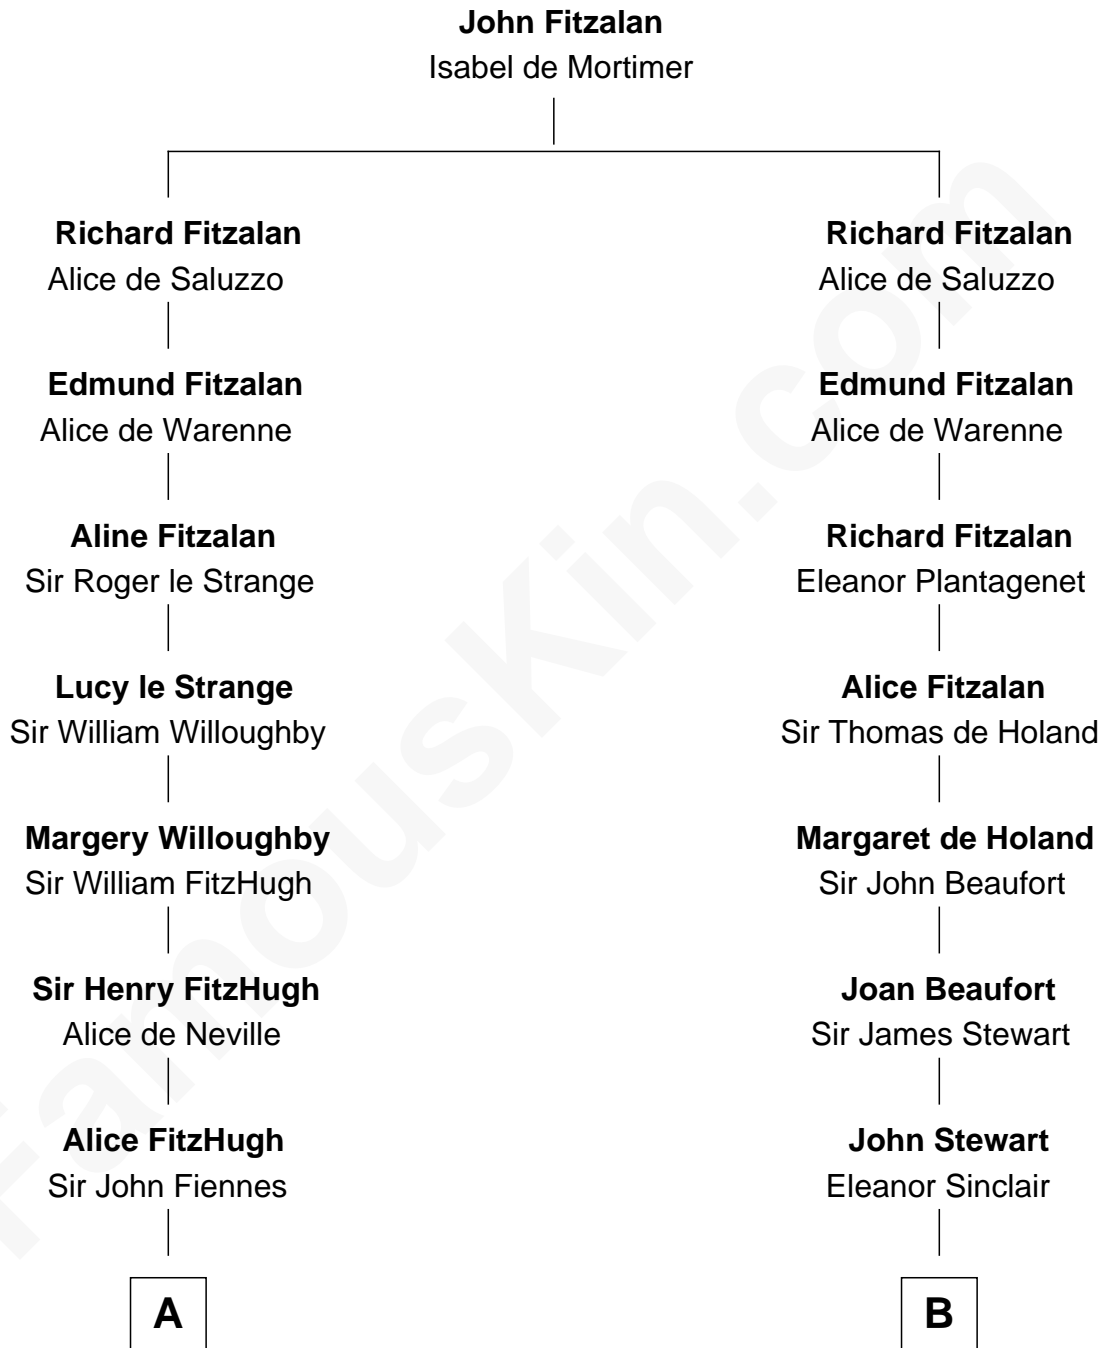 John Fitzalan
Isabel de Mortimer
Richard Fitzalan
Alice de Saluzzo
Richard Fitzalan
Alice de Saluzzo
Edmund Fitzalan
Alice de Warenne
Edmund Fitzalan
Alice de Warenne
Aline Fitzalan
Sir Roger le Strange
Richard Fitzalan
Eleanor Plantagenet
Lucy le Strange
Sir William Willoughby
Alice Fitzalan
Sir Thomas de Holand
Margery Willoughby
Sir William FitzHugh
Margaret de Holand
Sir John Beaufort
Sir Henry FitzHugh
Alice de Neville
Joan Beaufort
Sir James Stewart
Alice FitzHugh
Sir John Fiennes
John Stewart
Eleanor Sinclair
A
B
FamousKin.com